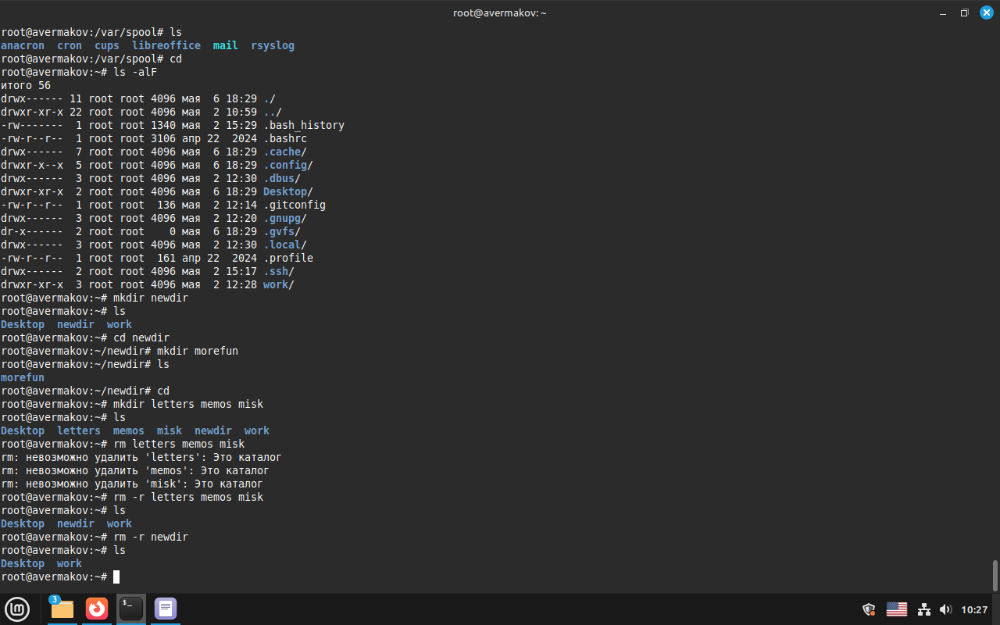 root@avermakov: ~
root@avermakov:/var/spool# ls
anacron  cron  cups  libreoffice  mail  rsyslog
root@avermakov:/var/spool# cd
root@avermakov:~# ls -alF
итого 56
drwx------ 11 root root 4096 мая  6 18:29 ./
drwxr-xr-x 22 root root 4096 мая  2 10:59 ../
-rw-------  1 root root 1340 мая  2 15:29 .bash_history
-rw-r--r--  1 root root 3106 апр 22  2024 .bashrc
drwx------  7 root root 4096 мая  6 18:29 .cache/
drwxr-x--x  5 root root 4096 мая  6 18:29 .config/
drwx------  3 root root 4096 мая  2 12:30 .dbus/
drwxr-xr-x  2 root root 4096 мая  6 18:29 Desktop/
-rw-r--r--  1 root root  136 мая  2 12:14 .gitconfig
drwx------  3 root root 4096 мая  2 12:20 .gnupg/
dr-x------  2 root root    0 мая  6 18:29 .gvfs/
drwx------  3 root root 4096 мая  2 12:30 .local/
-rw-r--r--  1 root root  161 апр 22  2024 .profile
drwx------  2 root root 4096 мая  2 15:17 .ssh/
drwxr-xr-x  3 root root 4096 мая  2 12:28 work/
root@avermakov:~# mkdir newdir
root@avermakov:~# ls
Desktop  newdir  work
root@avermakov:~# cd newdir
root@avermakov:~/newdir# mkdir morefun
root@avermakov:~/newdir# ls
morefun
root@avermakov:~/newdir# cd
root@avermakov:~# mkdir letters memos misk
root@avermakov:~# ls
Desktop  letters  memos  misk  newdir  work
root@avermakov:~# rm letters memos misk
rm: невозможно удалить 'letters': Это каталог
rm: невозможно удалить 'memos': Это каталог
rm: невозможно удалить 'misk': Это каталог
root@avermakov:~# rm -r letters memos misk
root@avermakov:~# ls
Desktop  newdir  work
root@avermakov:~# rm -r newdir
root@avermakov:~# ls
Desktop  work
root@avermakov:~#
3
$_
10:27